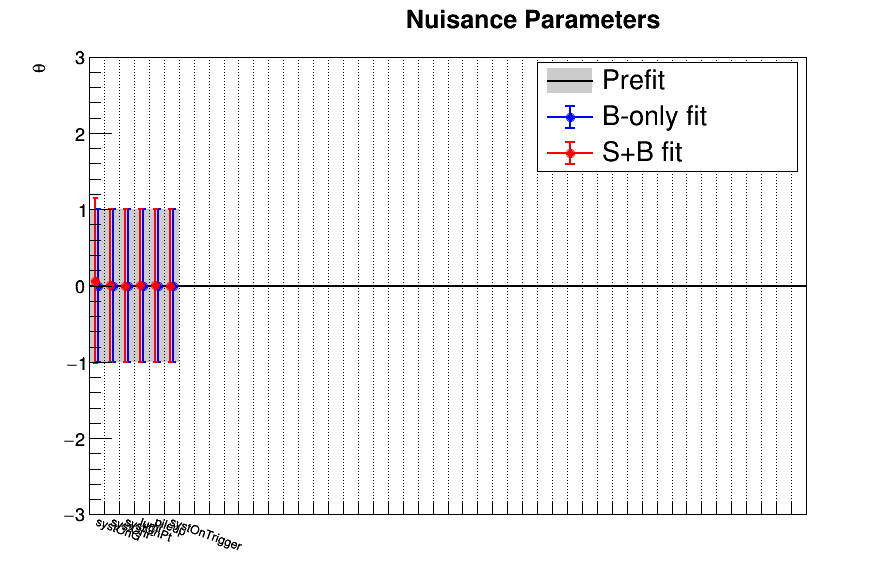 Nuisance Parameters
θ
3
2
1
0
−1
−2
−3
Prefit
B-only fit
S+B fit
systOnTrigger